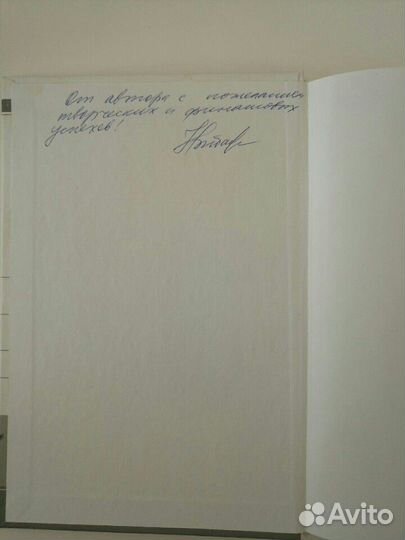 От автора с пожеланием
творческих и финансовых
успехов!
Avito